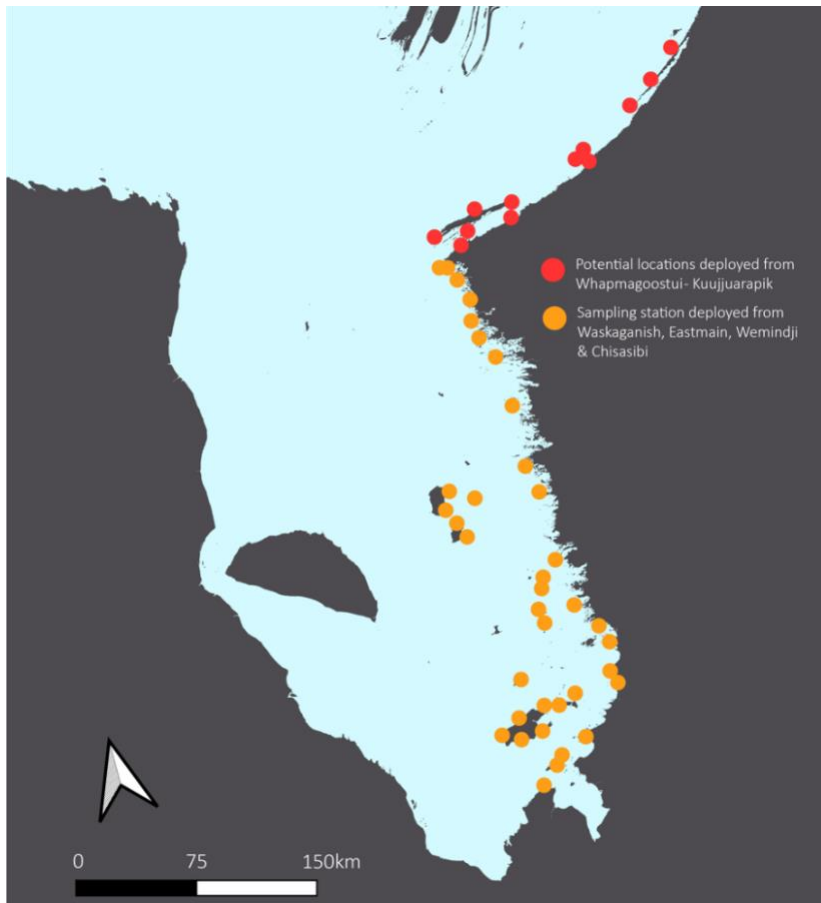 Potential locations deployed from
Whapmagoostui- Kuujjuarapik
Sampling station deployed from
Waskaganish, Eastmain, Wemindji
& Chisasibi
0 75 150km